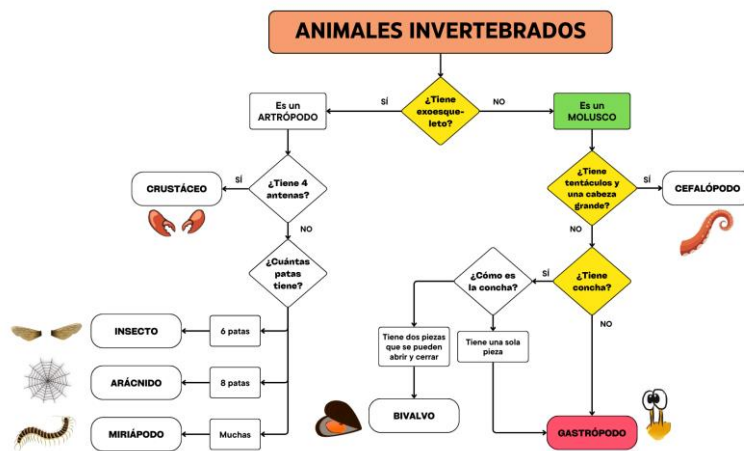 ANIMALES INVERTEBRADOS
¿Tiene
exoesque-
leto?
SÍ
NO
Es un
ARTRÓPODO
Es un
MOLUSCO
¿Tiene 4
antenas?
SÍ
CRUSTÁCEO
NO
¿Tiene
tentáculos y
una cabeza
grande?
SÍ
CEFALÓPODO
NO
¿Cuántas
patas
tiene?
¿Cómo es
la concha?
SÍ
¿Tiene
concha?
NO
INSECTO
6 patas
Tiene dos piezas
que se pueden
abrir y cerrar
Tiene una sola
pieza
ARÁCNIDO
8 patas
BIVALVO
MIRIÁPODO
Muchas
GASTRÓPODO